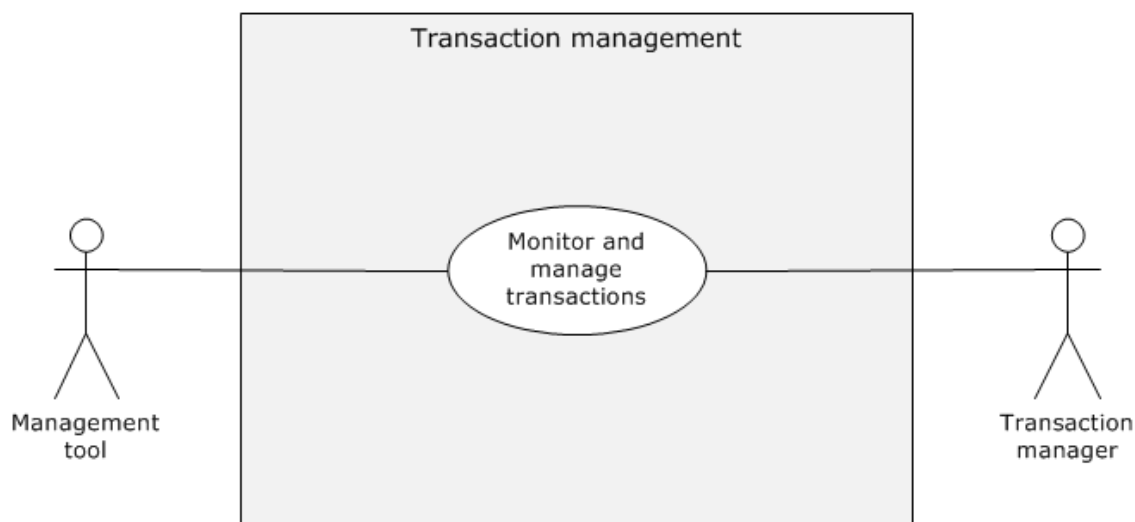 Transaction management
Monitor and
manage
transactions
Management
tool
Transaction
manager